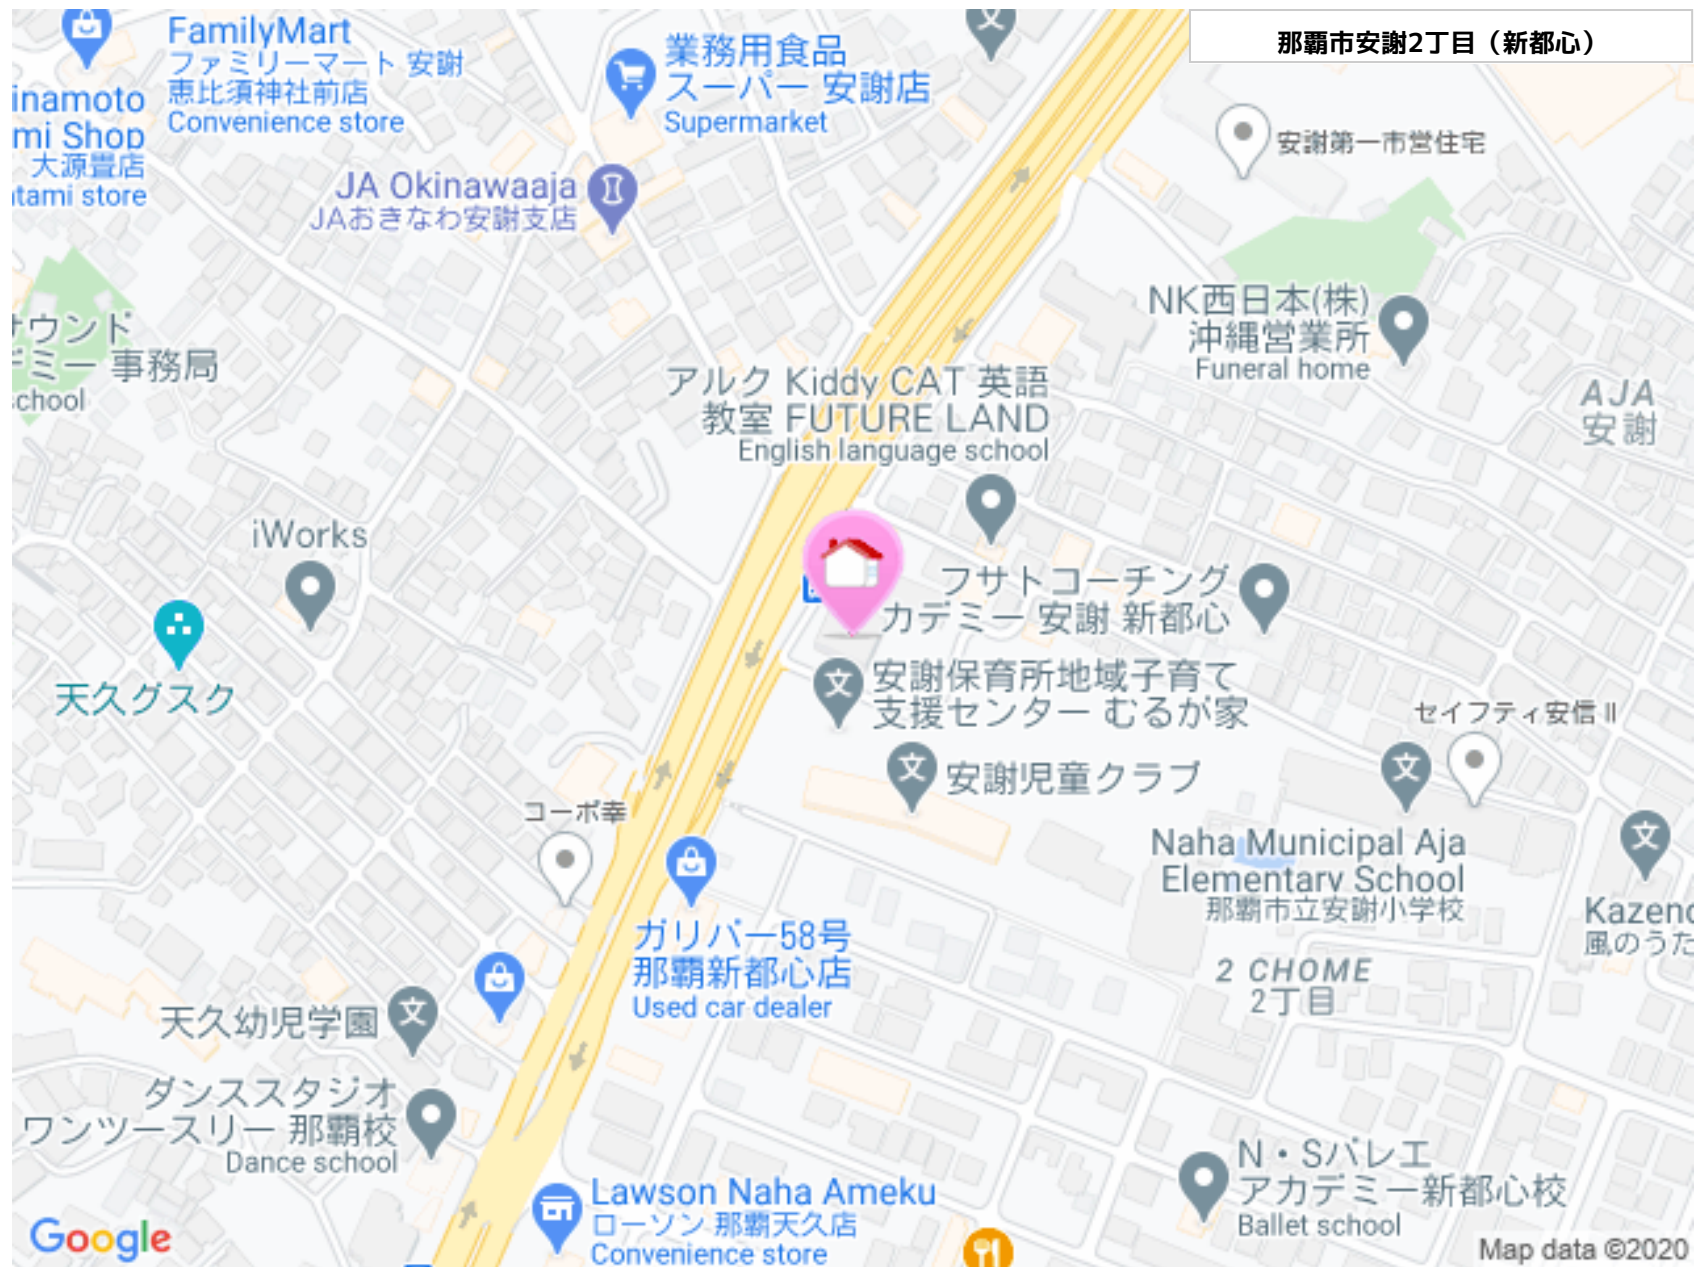 那覇市安謝2丁目（新都心）
FamilyMart
ファミリーマート 安謝
恵比須神社前店
Convenience store
業務用食品
スーパー 安謝店
Supermarket
安謝第一市営住宅
inamoto
mi Shop
大源畳店
tami store
JA Okinawaaja
JAおきなわ安謝支店
NK西日本(株)
沖縄営業所
Funeral home
サウンド
デミー 事務局
school
アルク Kiddy CAT 英語
教室 FUTURE LAND
English language school
AJA
安謝
iWorks
フサトコーチング
カデミー 安謝 新都心
天久グスク
安謝保育所地域子育て
支援センター むるが家
セイフティ安信 II
安謝児童クラブ
コーポ幸
Naha Municipal Aja
Elementary School
那覇市立安謝小学校
ガリバー58号
那覇新都心店
Used car dealer
Kazeno
風のうた
2 CHOME
2丁目
天久幼児学園
ダンススタジオ
ワンツースリー 那覇校
Dance school
N・Sバレエ
アカデミー新都心校
Ballet school
Lawson Naha Ameku
ローソン 那覇天久店
Convenience store
Google
Map data ©2020